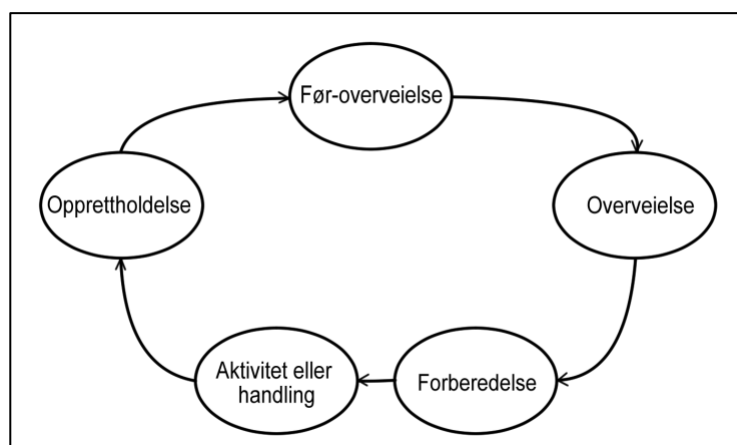 Før-overveielse
Overveielse
Forberedelse
Aktivitet eller
handling
Opprettholdelse